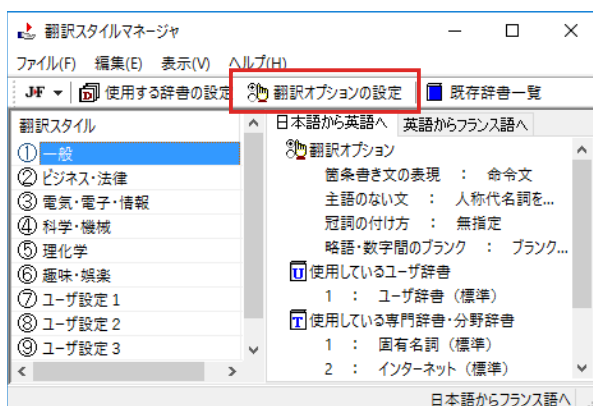 翻訳スタイルマネージャ
ファイル(F) 編集(E) 表示(V) ヘルプ(H)
J▸F 使用する辞書の設定 翻訳オプションの設定 既存辞書一覧
翻訳スタイル
① 一般
② ビジネス・法律
③ 電気・電子・情報
④ 科学・機械
⑤ 理化学
⑥ 趣味・娯楽
⑦ ユーザ設定 1
⑧ ユーザ設定 2
⑨ ユーザ設定 3
日本語から英語へ 英語からフランス語へ
翻訳オプション
箇条書き文の表現 : 命令文
主語のない文 : 人称代名詞を...
冠詞の付け方 : 無指定
略語・数字間のブランク : ブランク...
U 使用しているユーザ辞書
1 : ユーザ辞書 (標準)
T 使用している専門辞書・分野辞書
1 : 固有名詞 (標準)
2 : インターネット (標準)
日本語からフランス語へ